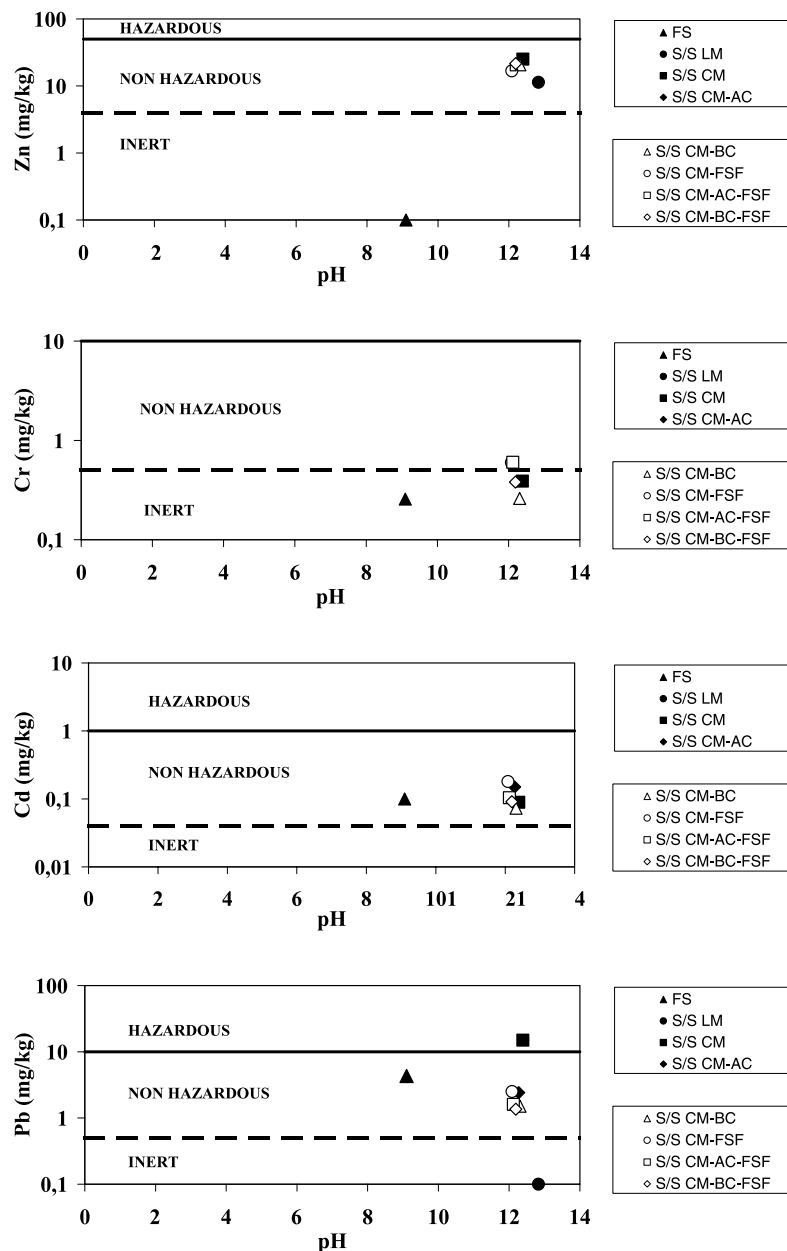 Zn (mg/kg)
100
10
1
0,1
HAZARDOUS
NON HAZARDOUS
INERT
0 2 4 6 8 10 12 14
pH
FS
S/S LM
S/S CM
S/S CM-AC
S/S CM-BC
S/S CM-FSF
S/S CM-AC-FSF
S/S CM-BC-FSF
Cr (mg/kg)
10
1
0,1
NON HAZARDOUS
INERT
0 2 4 6 8 10 12 14
pH
FS
S/S LM
S/S CM
S/S CM-AC
S/S CM-BC
S/S CM-FSF
S/S CM-AC-FSF
S/S CM-BC-FSF
Cd (mg/kg)
10
1
0,1
0,01
HAZARDOUS
NON HAZARDOUS
INERT
0 2 4 6 8 101 21 4
pH
FS
S/S LM
S/S CM
S/S CM-AC
S/S CM-BC
S/S CM-FSF
S/S CM-AC-FSF
S/S CM-BC-FSF
Pb (mg/kg)
100
10
1
0,1
HAZARDOUS
NON HAZARDOUS
INERT
0 2 4 6 8 10 12 14
pH
FS
S/S LM
S/S CM
S/S CM-AC
S/S CM-BC
S/S CM-FSF
S/S CM-AC-FSF
S/S CM-BC-FSF